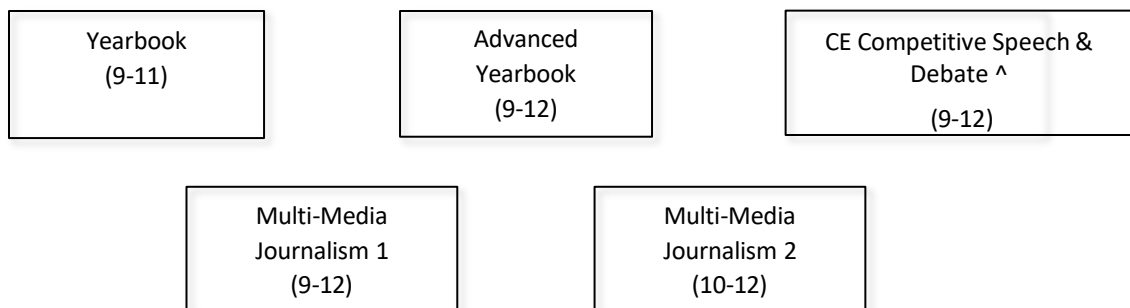 Yearbook
(9-11)
Advanced
Yearbook
(9-12)
CE Competitive Speech &
Debate ^
(9-12)
Multi-Media
Journalism 1
(9-12)
Multi-Media
Journalism 2
(10-12)